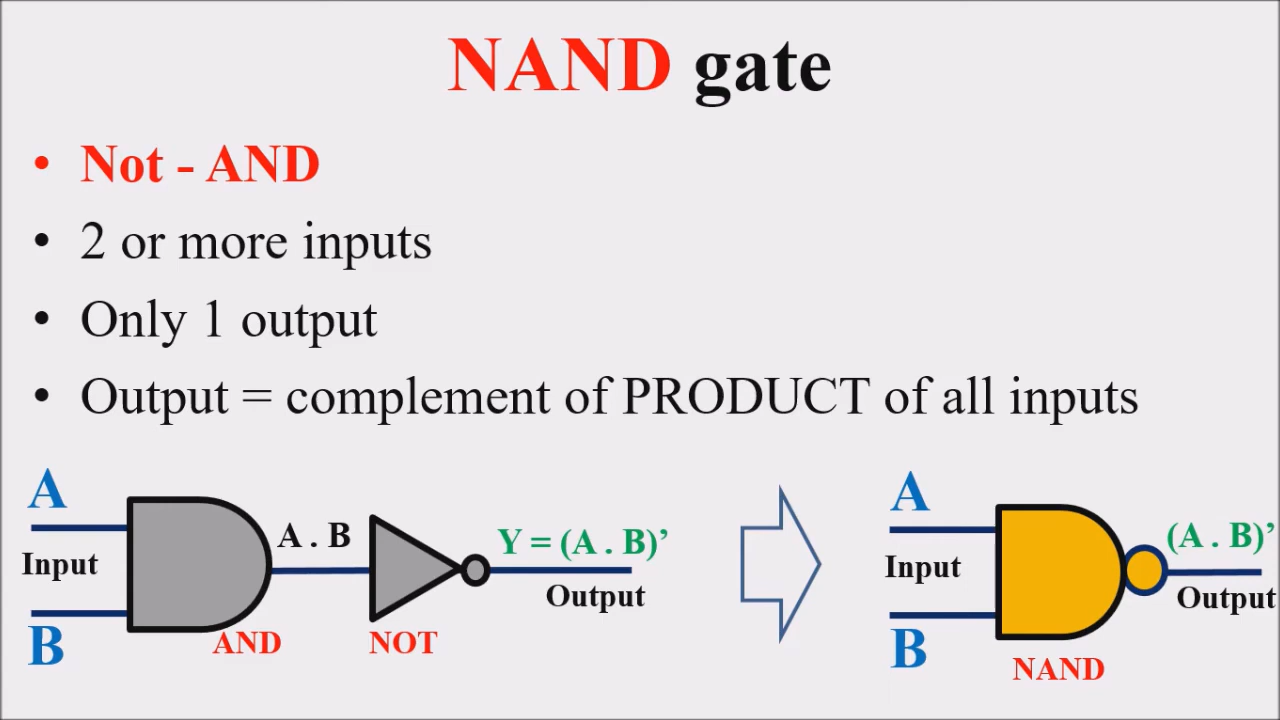 NAND gate
• Not - AND
• 2 or more inputs
• Only 1 output
• Output = complement of PRODUCT of all inputs
A
Input
B
A . B
AND
NOT
Y = (A . B)’
Output
A
Input
B
NAND
(A . B)’
Output